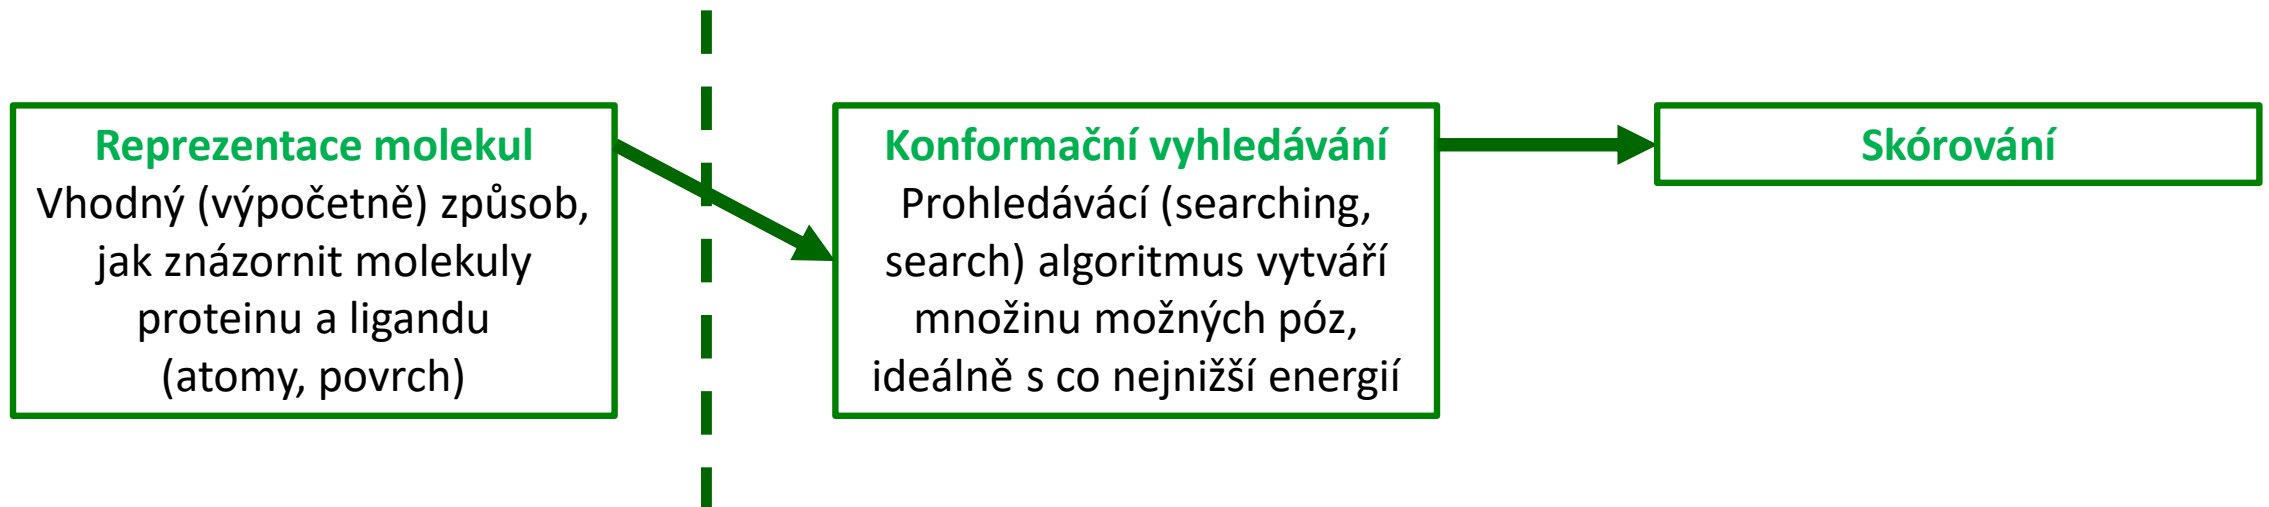 Reprezentace molekul
Vhodný (výpočetně) způsob,
jak znázornit molekuly
proteinu a ligandu
(atomy, povrch)
Konformační vyhledávání
Prohledávácí (searching,
search) algoritmus vytváří
množinu možných póz,
ideálně s co nejnižší energií
Skórování